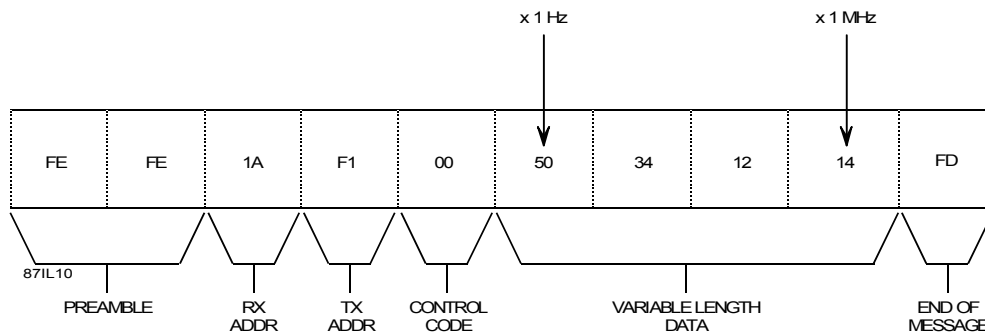 x 1 Hz x 1 MHz
FE FE 1A F1 00 50 34 12 14 FD
87IL10
PREAMBLE RX ADDR TX ADDR CONTROL CODE VARIABLE LENGTH DATA END OF MESSAGE